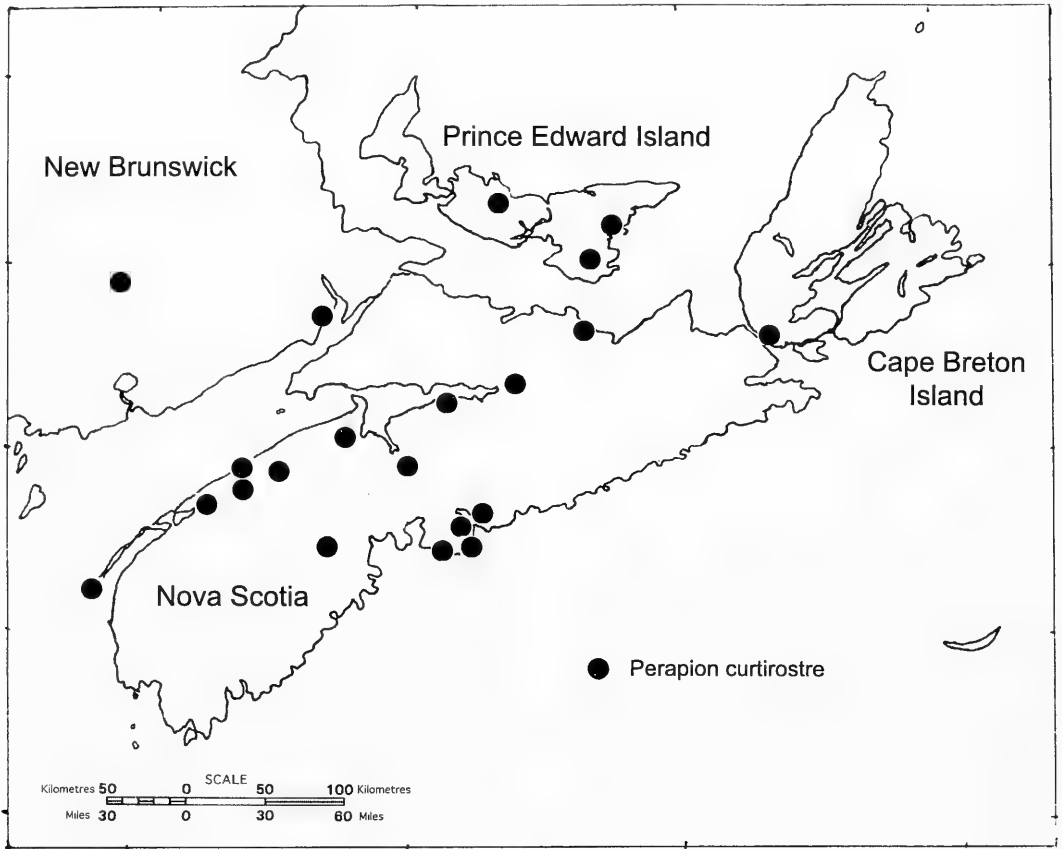 Prince Edward Island
New Brunswick
Cape Breton
Island
Nova Scotia
Perapion curtirostre
SCALE
Kilometres 50 0 50 100 Kilometres
Miles 30 0 30 60 Miles